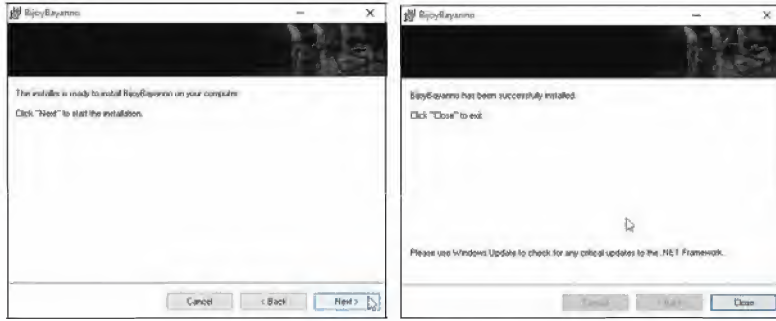 BijoyBayanno
The installer is ready to install BijoyBayanno on your computer.
Click "Next" to start the installation.
Cancel
< Back
Next >
BijoyBayanno
BijoyBayanno has been successfully installed.
Click "Close" to exit.
Please use Windows Update to check for any critical updates to the .NET Framework.
Cancel
< Back
Close